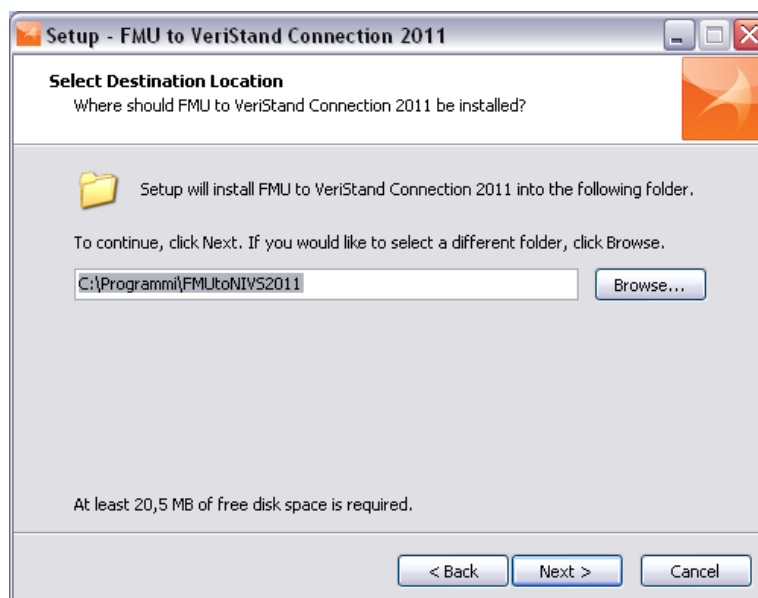 Setup - FMU to VeriStand Connection 2011
Select Destination Location
Where should FMU to VeriStand Connection 2011 be installed?
Setup will install FMU to VeriStand Connection 2011 into the following folder.
To continue, click Next. If you would like to select a different folder, click Browse.
C:\Programmi\FMUtoNIVS2011
Browse...
At least 20,5 MB of free disk space is required.
< Back
Next >
Cancel